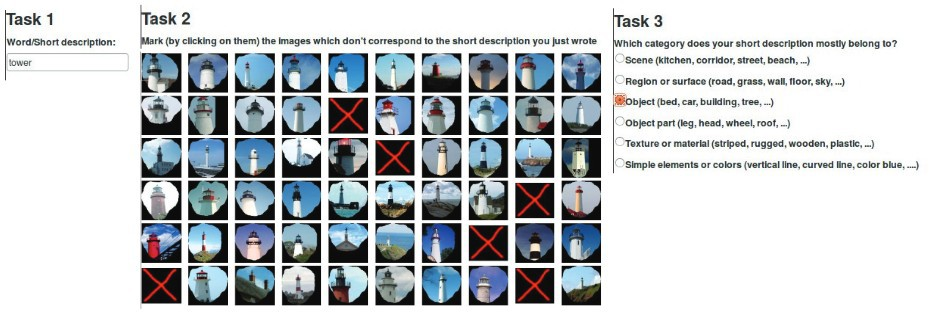 Task 1
Word/Short description:
tower
Task 2
Mark (by clicking on them) the images which don't correspond to the short description you just wrote
Task 3
Which category does your short description mostly belong to?
Scene (kitchen, corridor, street, beach, ...)
Region or surface (road, grass, wall, floor, sky, ...)
Object (bed, car, building, tree, ...)
Object part (leg, head, wheel, roof, ...)
Texture or material (striped, rugged, wooden, plastic, ...)
Simple elements or colors (vertical line, curved line, color blue, ....)